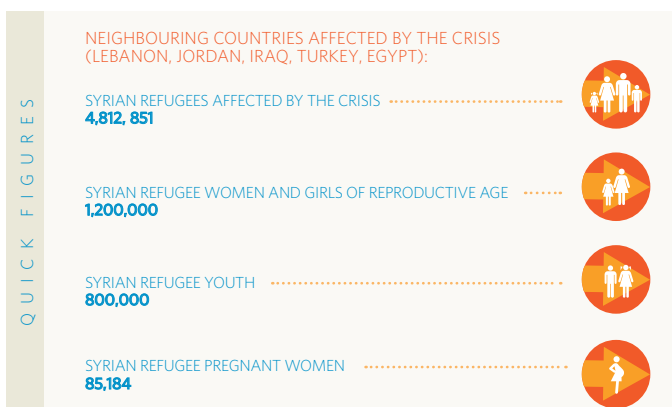 QUICK FIGURES
NEIGHBOURING COUNTRIES AFFECTED BY THE CRISIS
(LEBANON, JORDAN, IRAQ, TURKEY, EGYPT):
SYRIAN REFUGEES AFFECTED BY THE CRISIS
4,812, 851
SYRIAN REFUGEE WOMEN AND GIRLS OF REPRODUCTIVE AGE
1,200,000
SYRIAN REFUGEE YOUTH
800,000
SYRIAN REFUGEE PREGNANT WOMEN
85,184